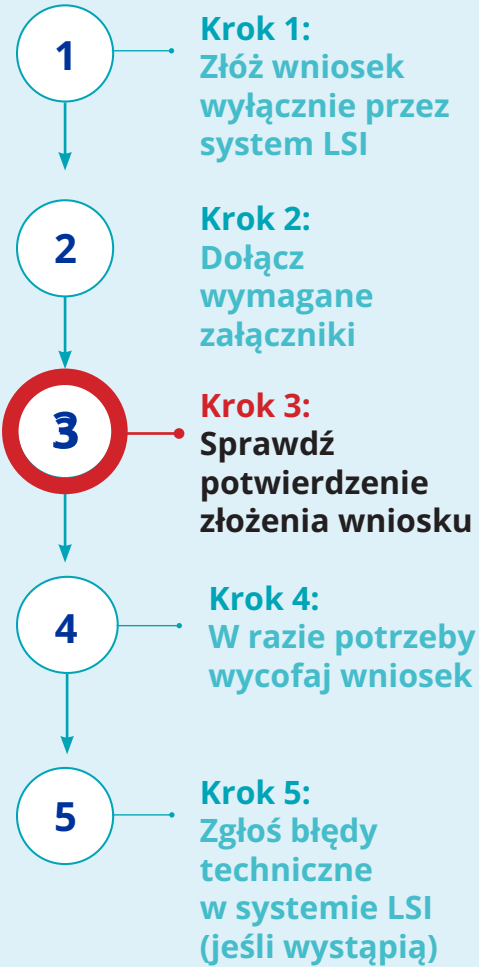 1
Krok 1:
Złóż wniosek
wyłącznie przez
system LSI
2
Krok 2:
Dołącz
wymagane
załączniki
3
Krok 3:
Sprawdź
potwierdzenie
złożenia wniosku
4
Krok 4:
W razie potrzeby
wycofaj wniosek
5
Krok 5:
Zgłoś błędy
techniczne
w systemie LSI
(jeśli wystąpią)